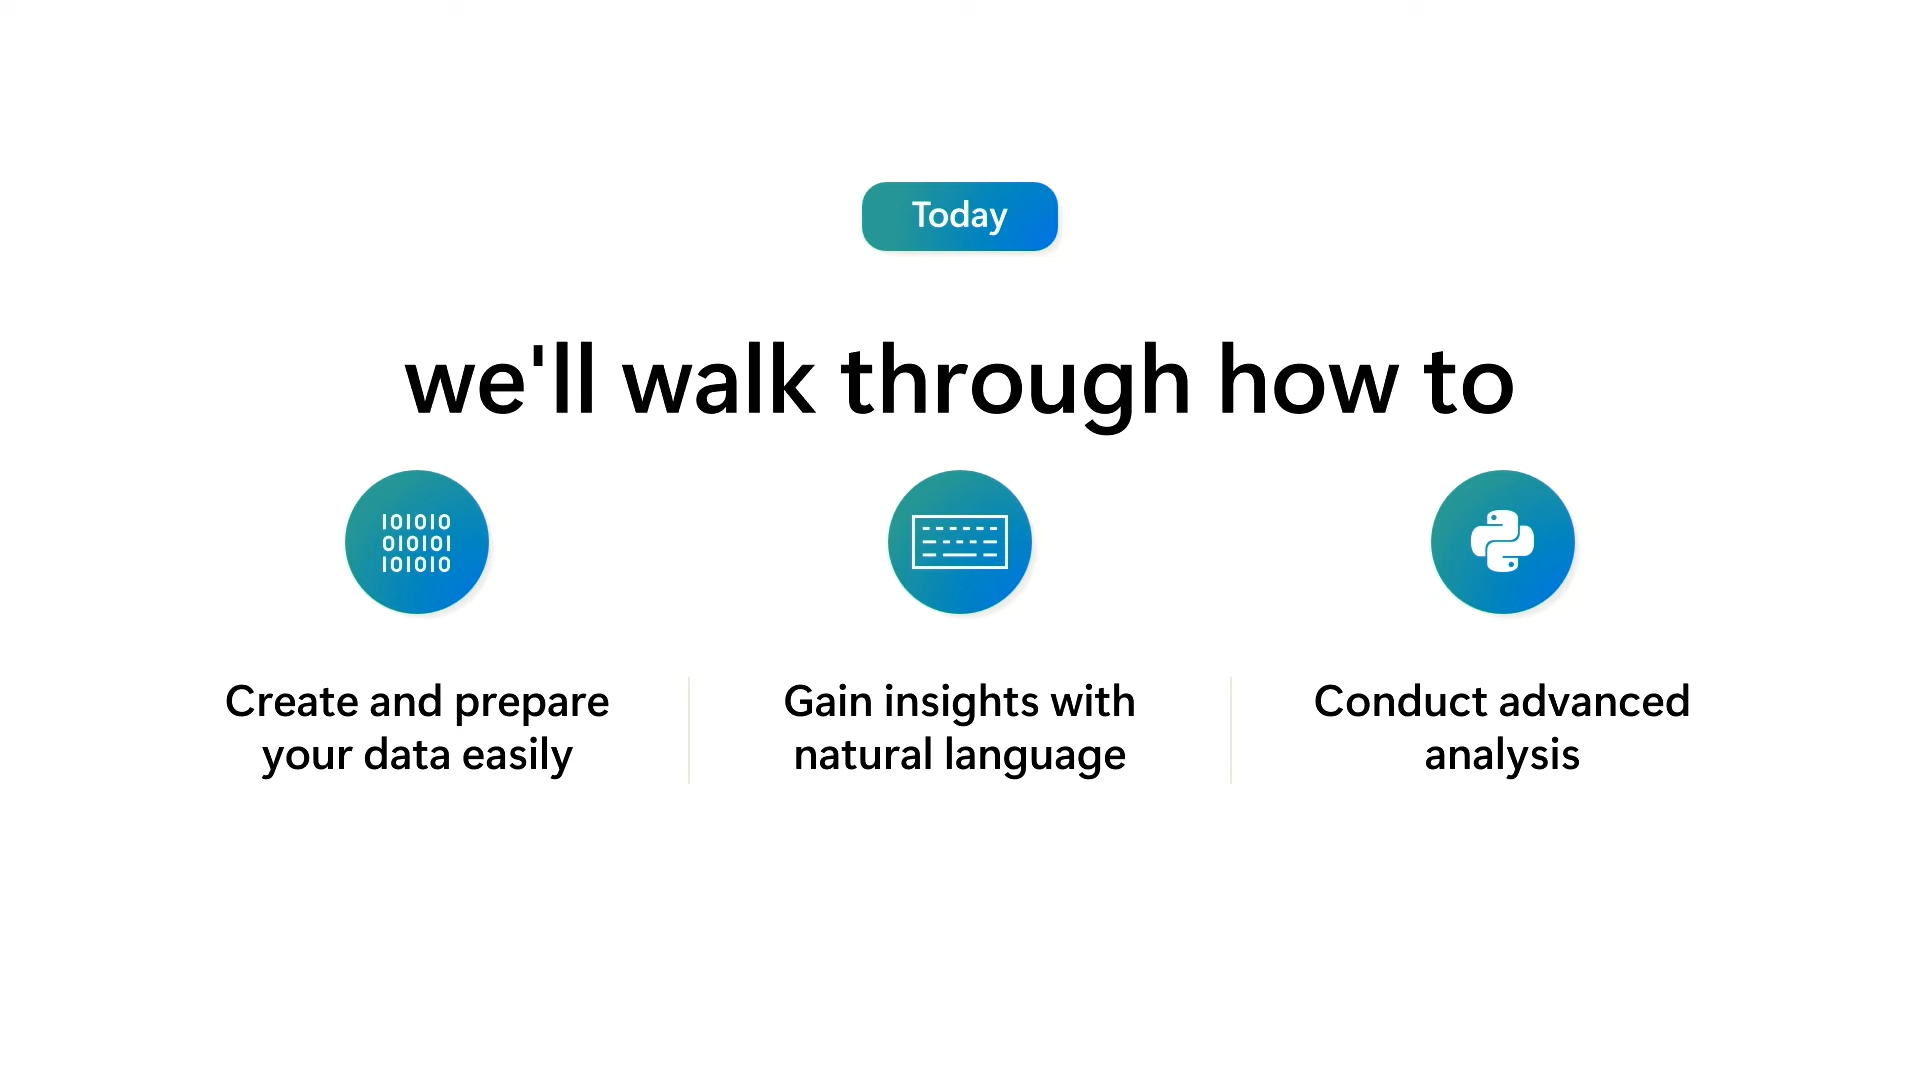 Today
we'll walk through how to
101010
010101
101010
Create and prepare
your data easily
Gain insights with
natural language
Conduct advanced
analysis